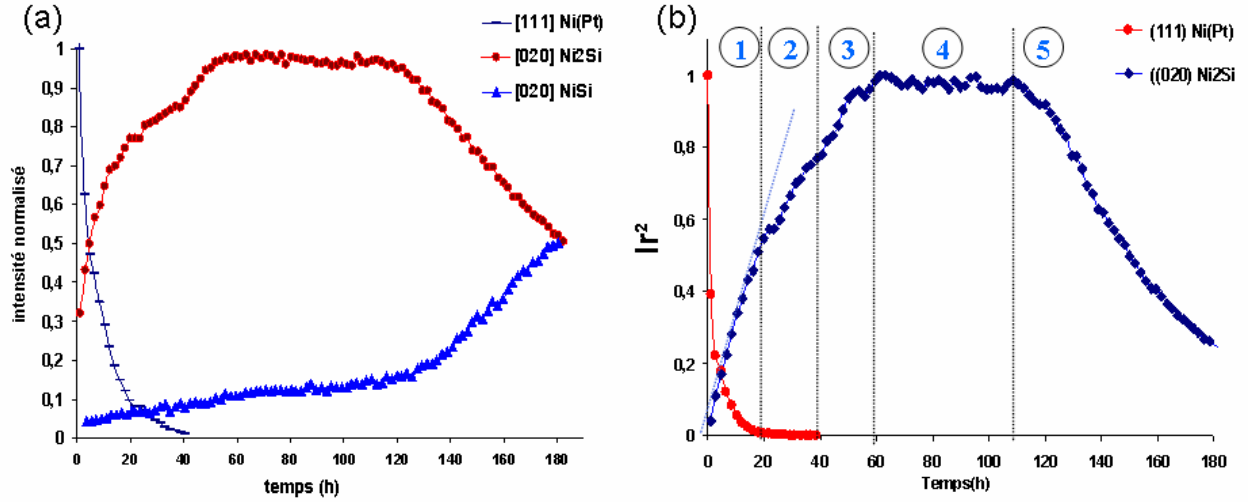 (a)
[111] Ni(Pt)
[020] Ni2Si
[020] NiSi
intensité normalisé
1
0,9
0,8
0,7
0,6
0,5
0,4
0,3
0,2
0,1
0
0 20 40 60 80 100 120 140 160 180
temps (h)
(b)
1 2 3 4 5
(111) Ni(Pt)
((020) Ni2Si
Ir²
1
0,8
0,6
0,4
0,2
0
0 20 40 60 80 100 120 140 160 180
Temps(h)